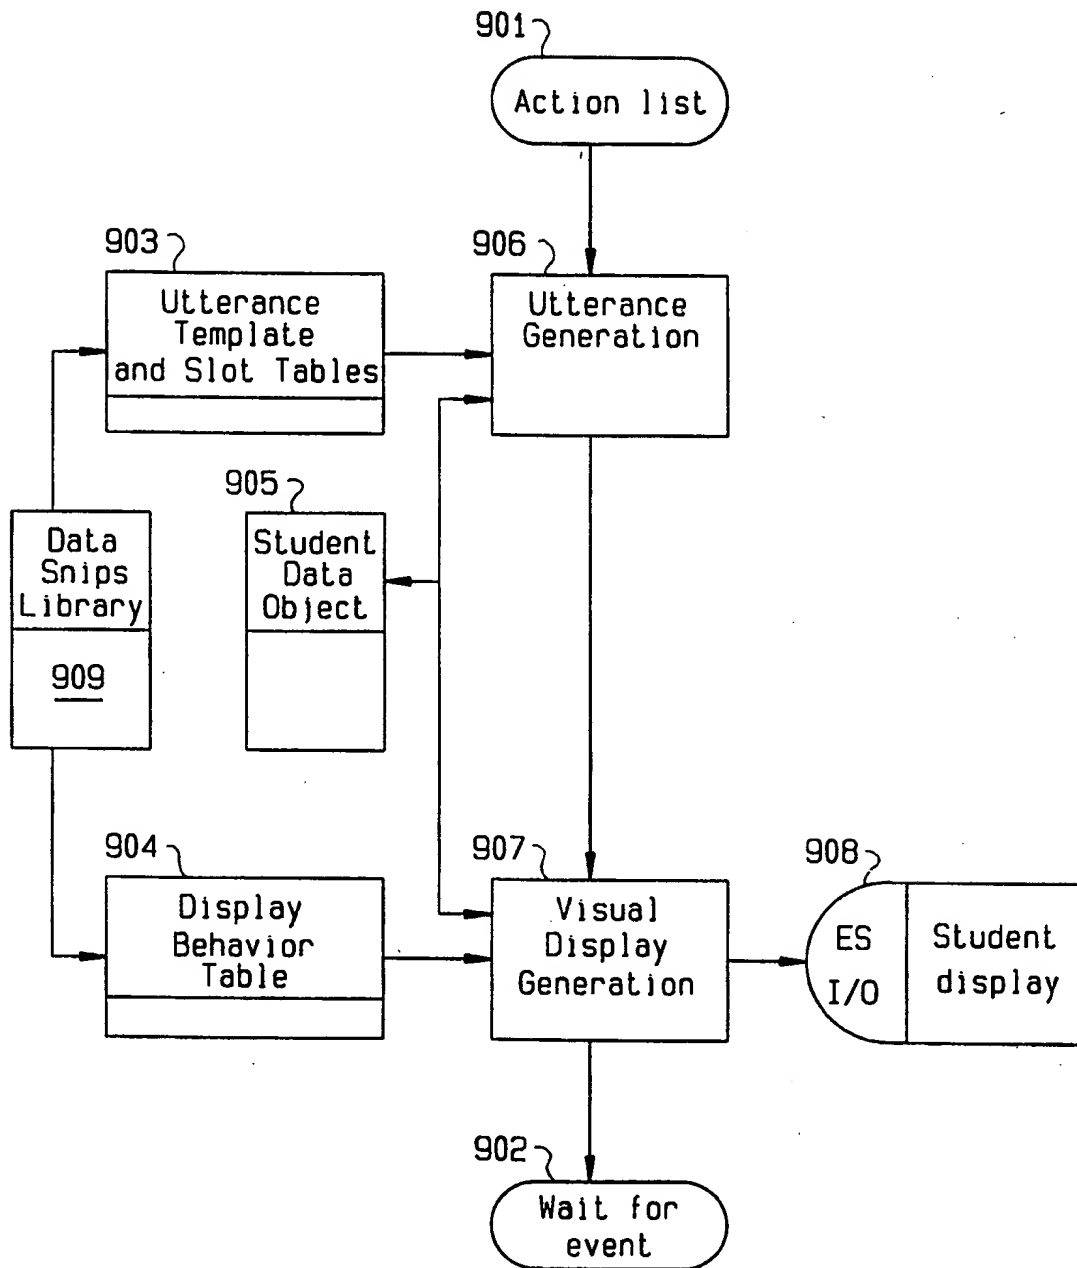 901
Action list
903
Utterance
Template
and Slot Tables
906
Utterance
Generation
905
Student
Data
Object
Data
Snips
Library
909
904
Display
Behavior
Table
907
Visual
Display
Generation
908
ES
I/O
Student
display
902
Wait for
event